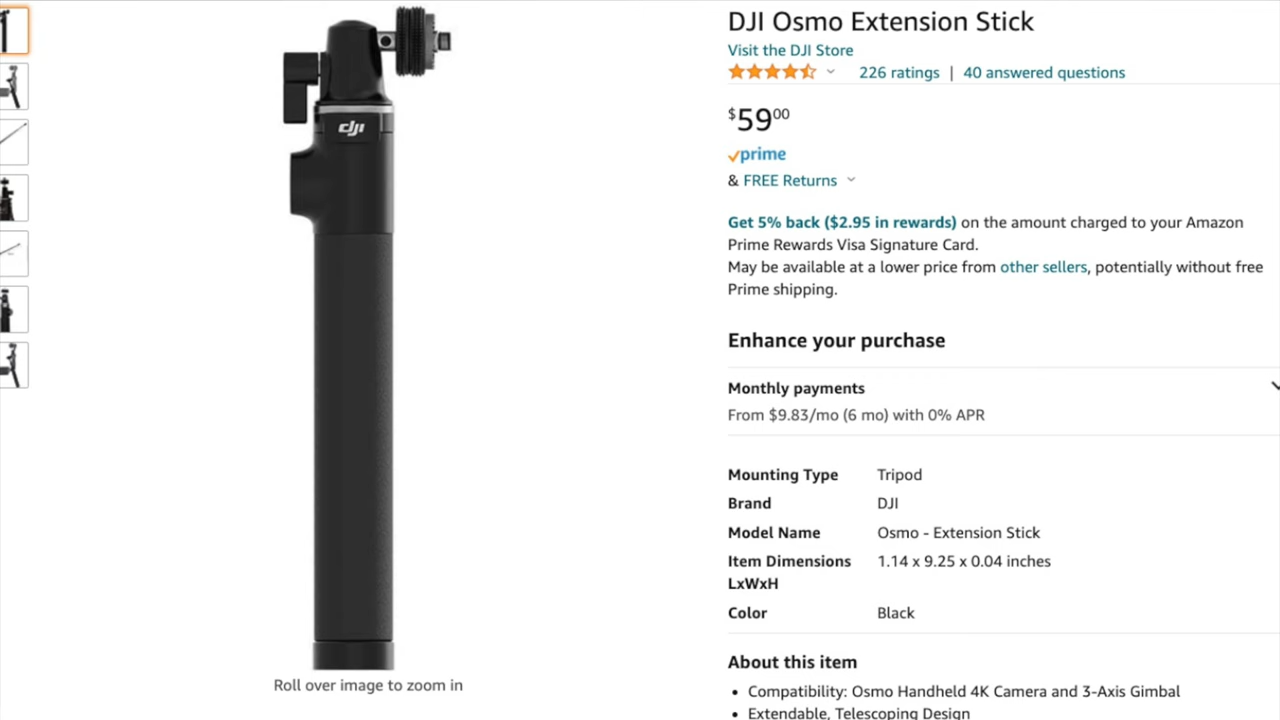 DJI Osmo Extension Stick
Visit the DJI Store
226 ratings | 40 answered questions
$5900
prime
& FREE Returns
Get 5% back ($2.95 in rewards) on the amount charged to your Amazon
Prime Rewards Visa Signature Card.
May be available at a lower price from other sellers, potentially without free
Prime shipping.
Enhance your purchase
Monthly payments
From $9.83/mo (6 mo) with 0% APR
Mounting Type Tripod
Brand DJI
Model Name Osmo - Extension Stick
Item Dimensions 1.14 x 9.25 x 0.04 inches
LxWxH
Color Black
About this item
• Compatibility: Osmo Handheld 4K Camera and 3-Axis Gimbal
• Extendable, Telescoping Design
dji
Roll over image to zoom in